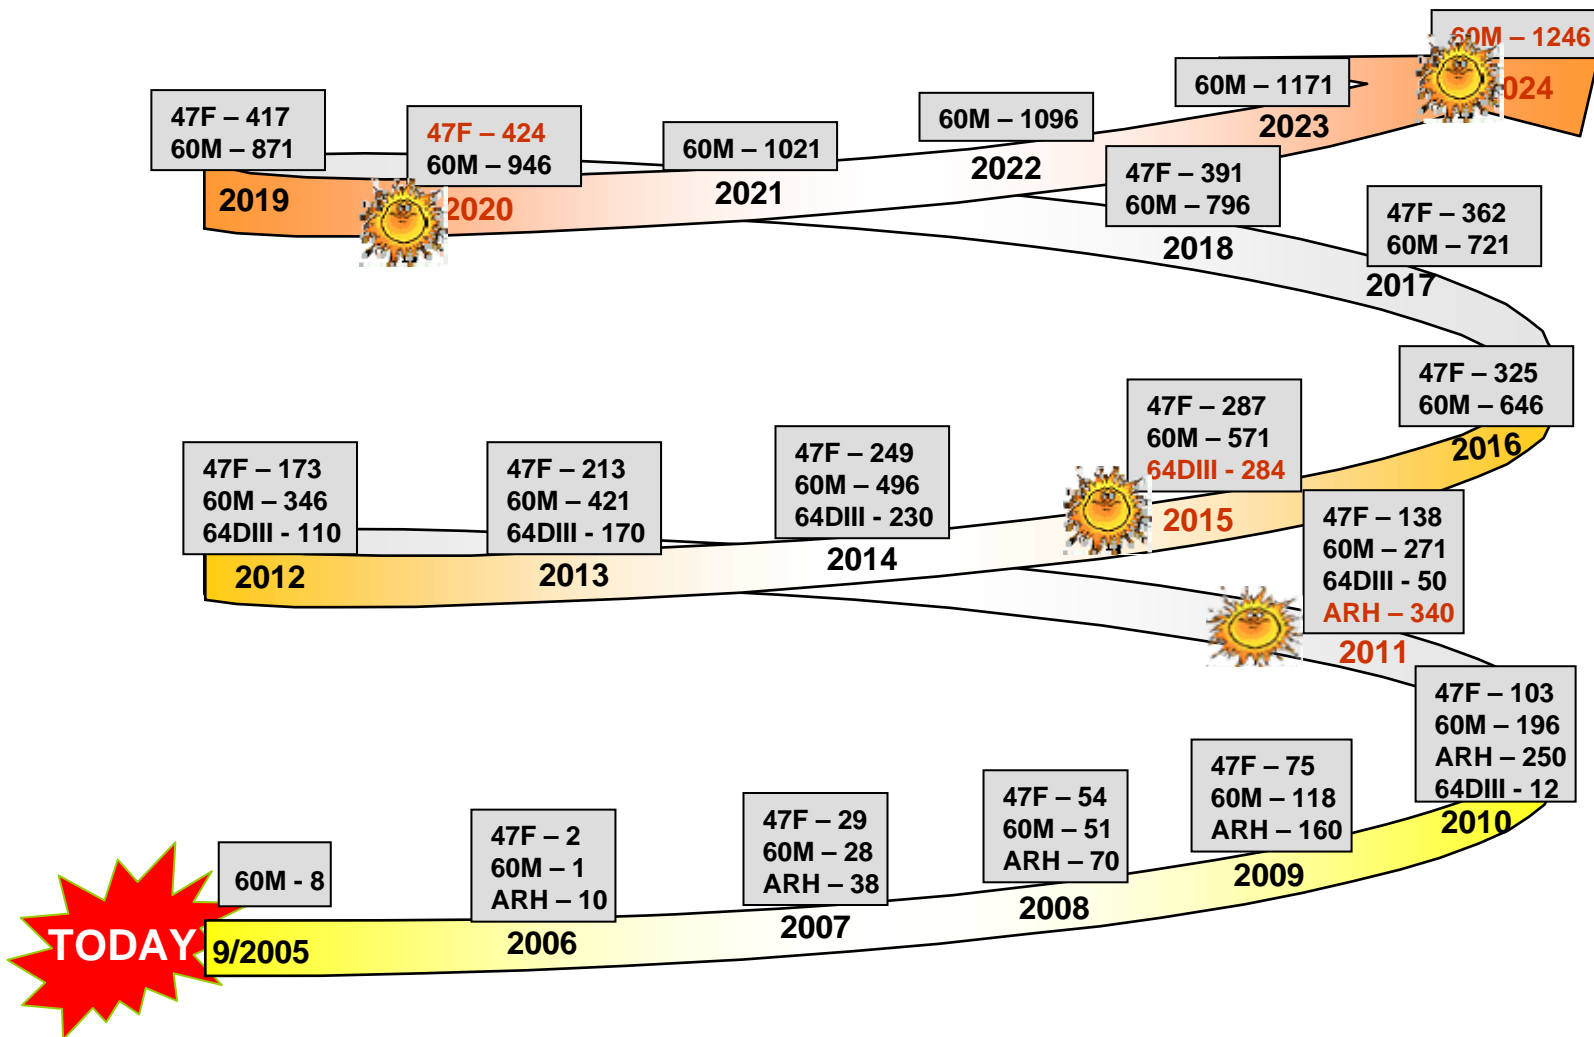 60M – 1246
2024
60M – 1171
2023
60M – 1096
2022
60M – 1021
2021
47F – 424
60M – 946
2020
47F – 417
60M – 871
2019
47F – 391
60M – 796
2018
47F – 362
60M – 721
2017
47F – 325
60M – 646
2016
47F – 287
60M – 571
64DIII - 284
2015
47F – 249
60M – 496
64DIII - 230
2014
47F – 213
60M – 421
64DIII - 170
2013
47F – 173
60M – 346
64DIII - 110
2012
47F – 138
60M – 271
64DIII - 50
ARH – 340
2011
47F – 103
60M – 196
ARH – 250
64DIII - 12
2010
47F – 75
60M – 118
ARH – 160
2009
47F – 54
60M – 51
ARH – 70
2008
47F – 29
60M – 28
ARH – 38
2007
47F – 2
60M – 1
ARH – 10
2006
60M - 8
9/2005
TODAY